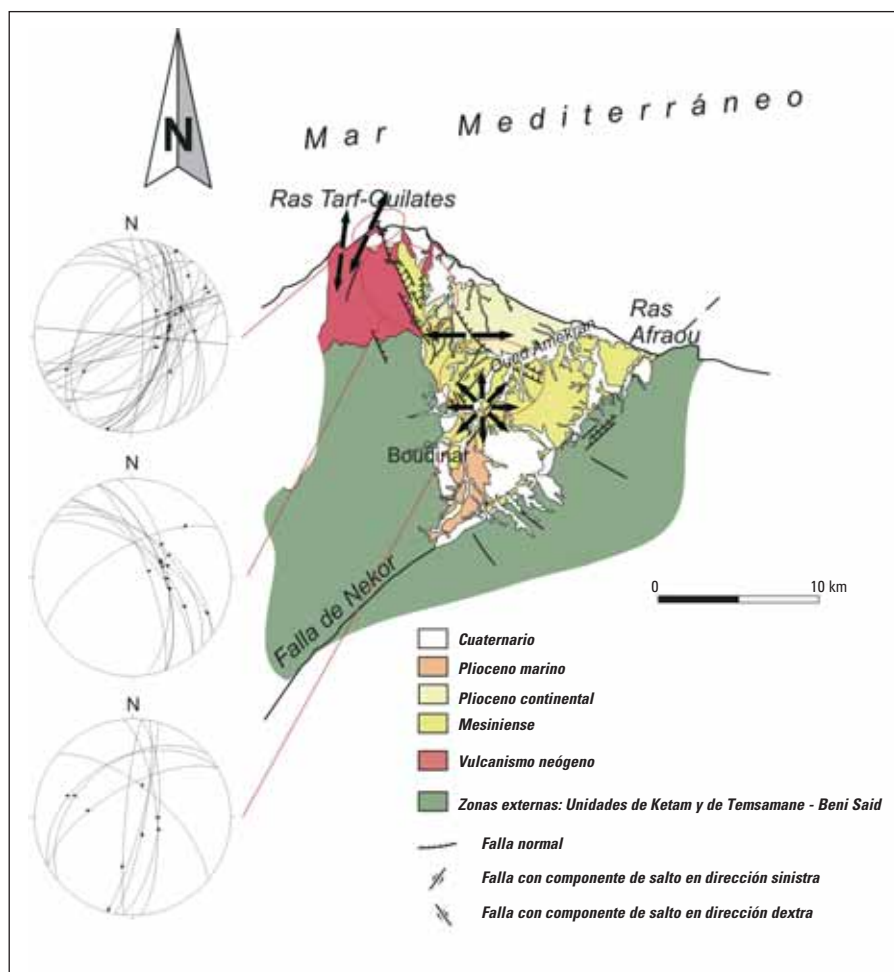 Mar Mediterráneo
N
Ras Tarf-Quilates
N
Ras
Afraou
Oued Amekran
Boudinar
N
0 10 km
Falla de Nekor
Cuaternario
Plioceno marino
Plioceno continental
Mesiniense
N
Vulcanismo neógeno
Zonas externas: Unidades de Ketam y de Temsamane - Beni Said
Falla normal
Falla con componente de salto en dirección sinistra
Falla con componente de salto en dirección dextra